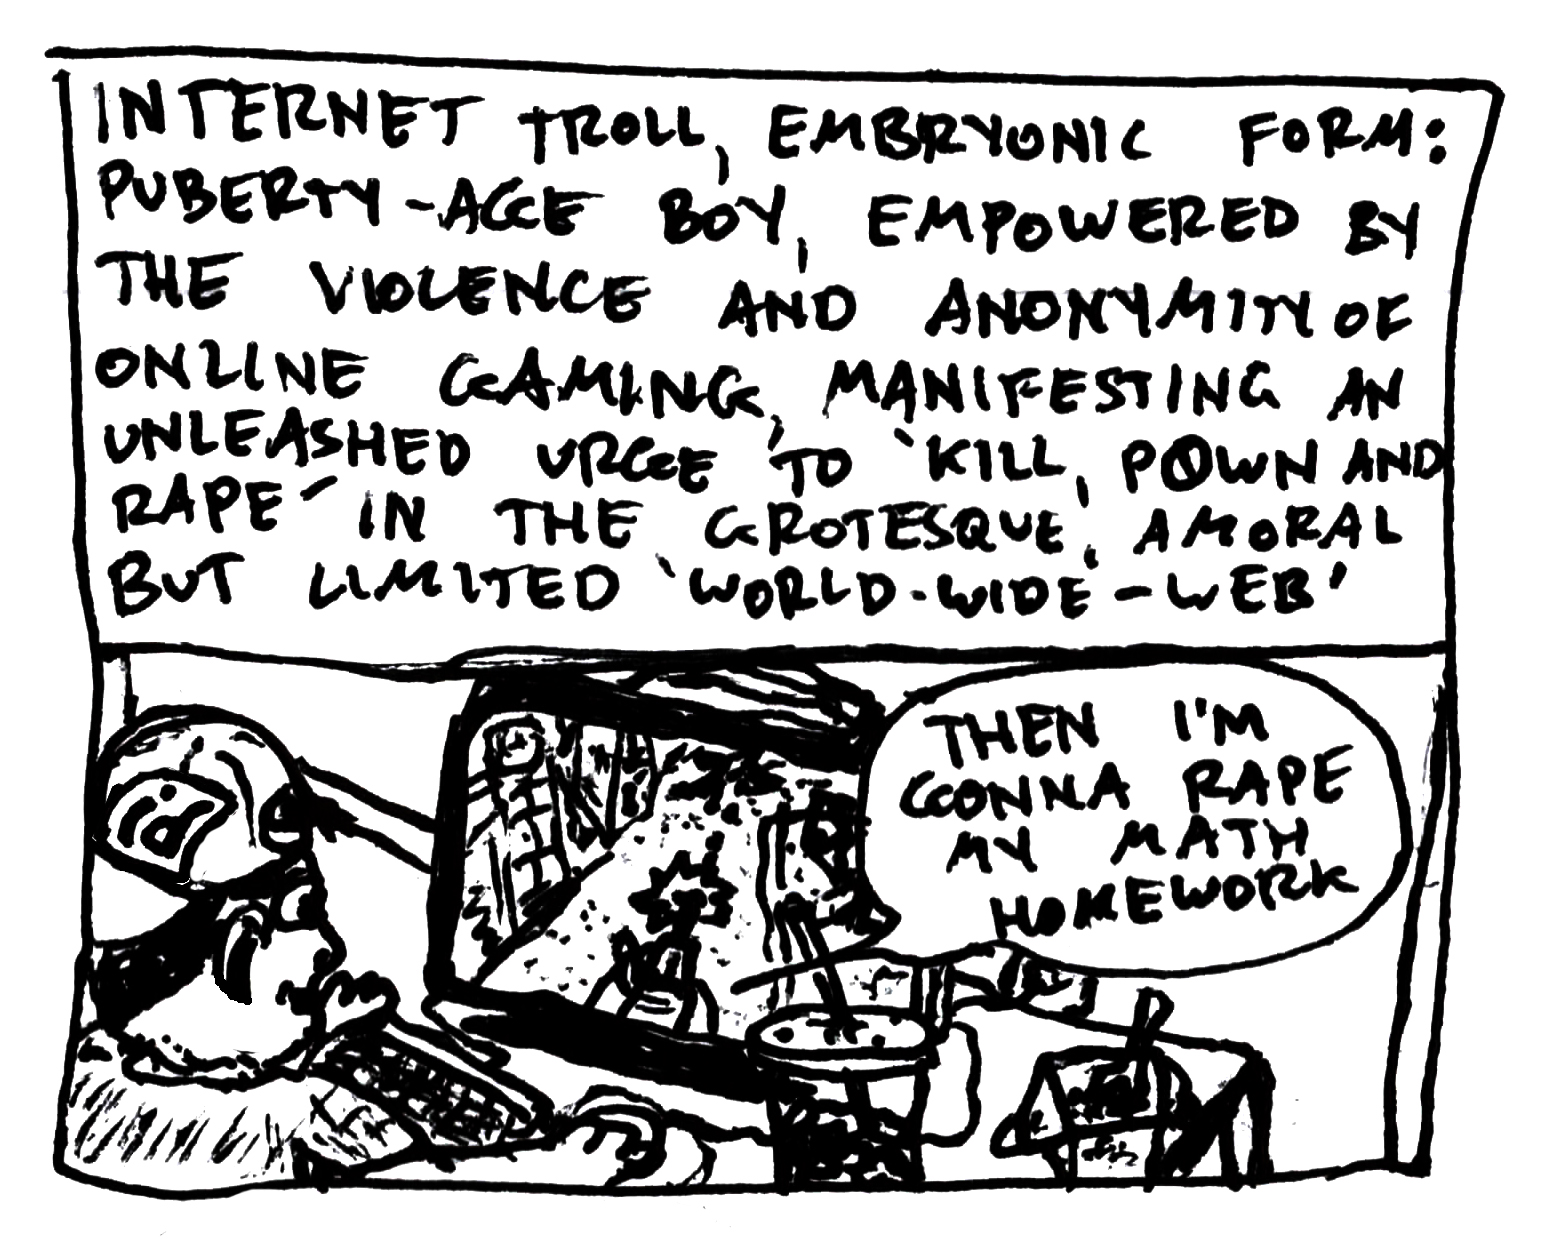 INTERNET TROLL, EMBRYONIC FORM:
PUBERTY-AGE BOY, EMPOWERED BY
THE VIOLENCE AND ANONYMITY OF
ONLINE GAMING, MANIFESTING AN
UNLEASHED URGE TO `KILL, POWN AND
RAPE´ IN THE GROTESQUE, AMORAL
BUT LIMITED `WORLD-WIDE-WEB'
THEN I'M
GONNA RAPE
MY MATH
HOMEWORK